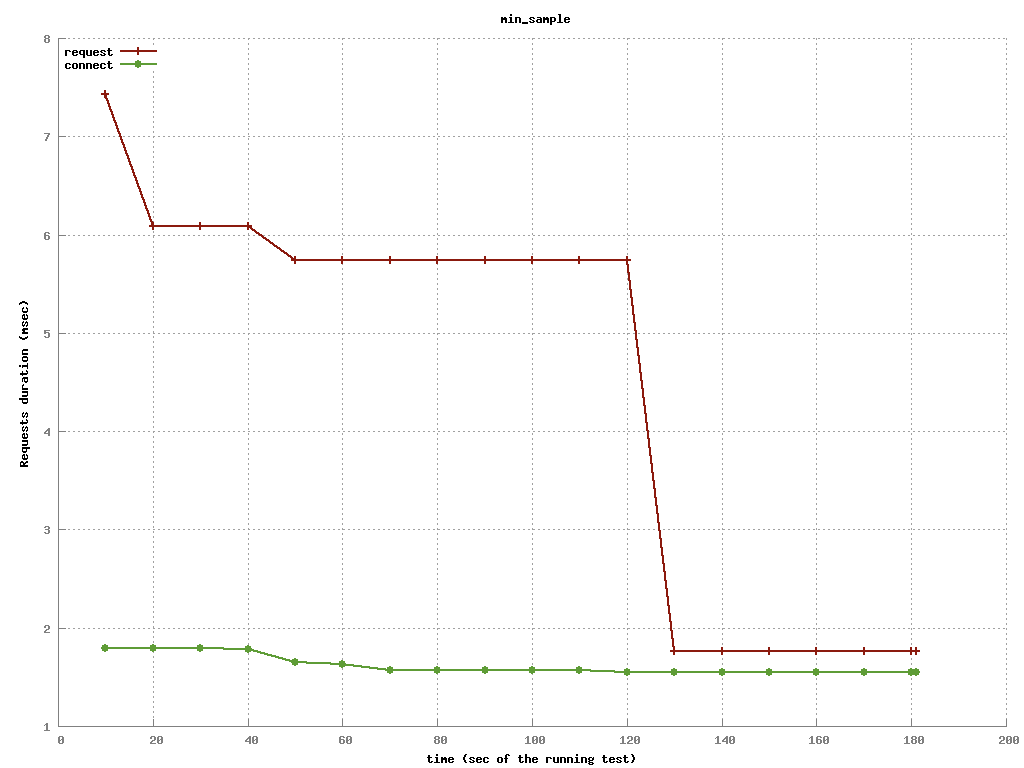 min_sample
8
request
connect
7
6
5
4
3
2
1
Requests duration (msec)
0 20 40 60 80 100 120 140 160 180 200
time (sec of the running test)